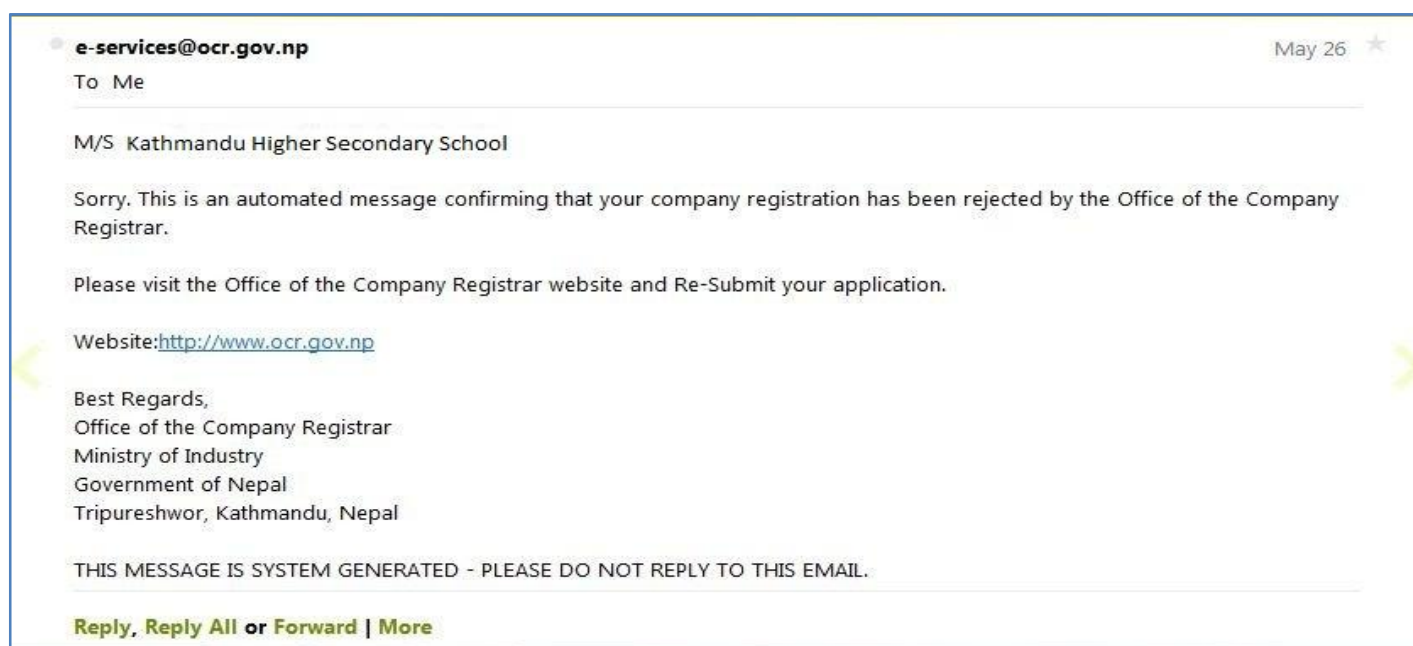 e-services@ocr.gov.np
May 26
To Me
M/S Kathmandu Higher Secondary School
Sorry. This is an automated message confirming that your company registration has been rejected by the Office of the Company
Registrar.
Please visit the Office of the Company Registrar website and Re-Submit your application.
Website:http://www.ocr.gov.np
Best Regards,
Office of the Company Registrar
Ministry of Industry
Government of Nepal
Tripureshwor, Kathmandu, Nepal
THIS MESSAGE IS SYSTEM GENERATED - PLEASE DO NOT REPLY TO THIS EMAIL.
Reply, Reply All or Forward | More